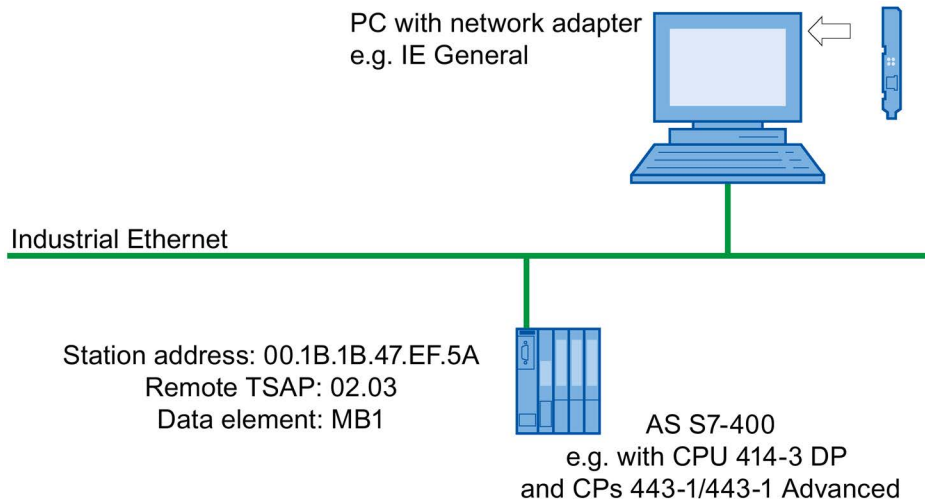 PC with network adapter
e.g. IE General
Industrial Ethernet
Station address: 00.1B.1B.47.EF.5A
Remote TSAP: 02.03
Data element: MB1
AS S7-400
e.g. with CPU 414-3 DP
and CPs 443-1/443-1 Advanced